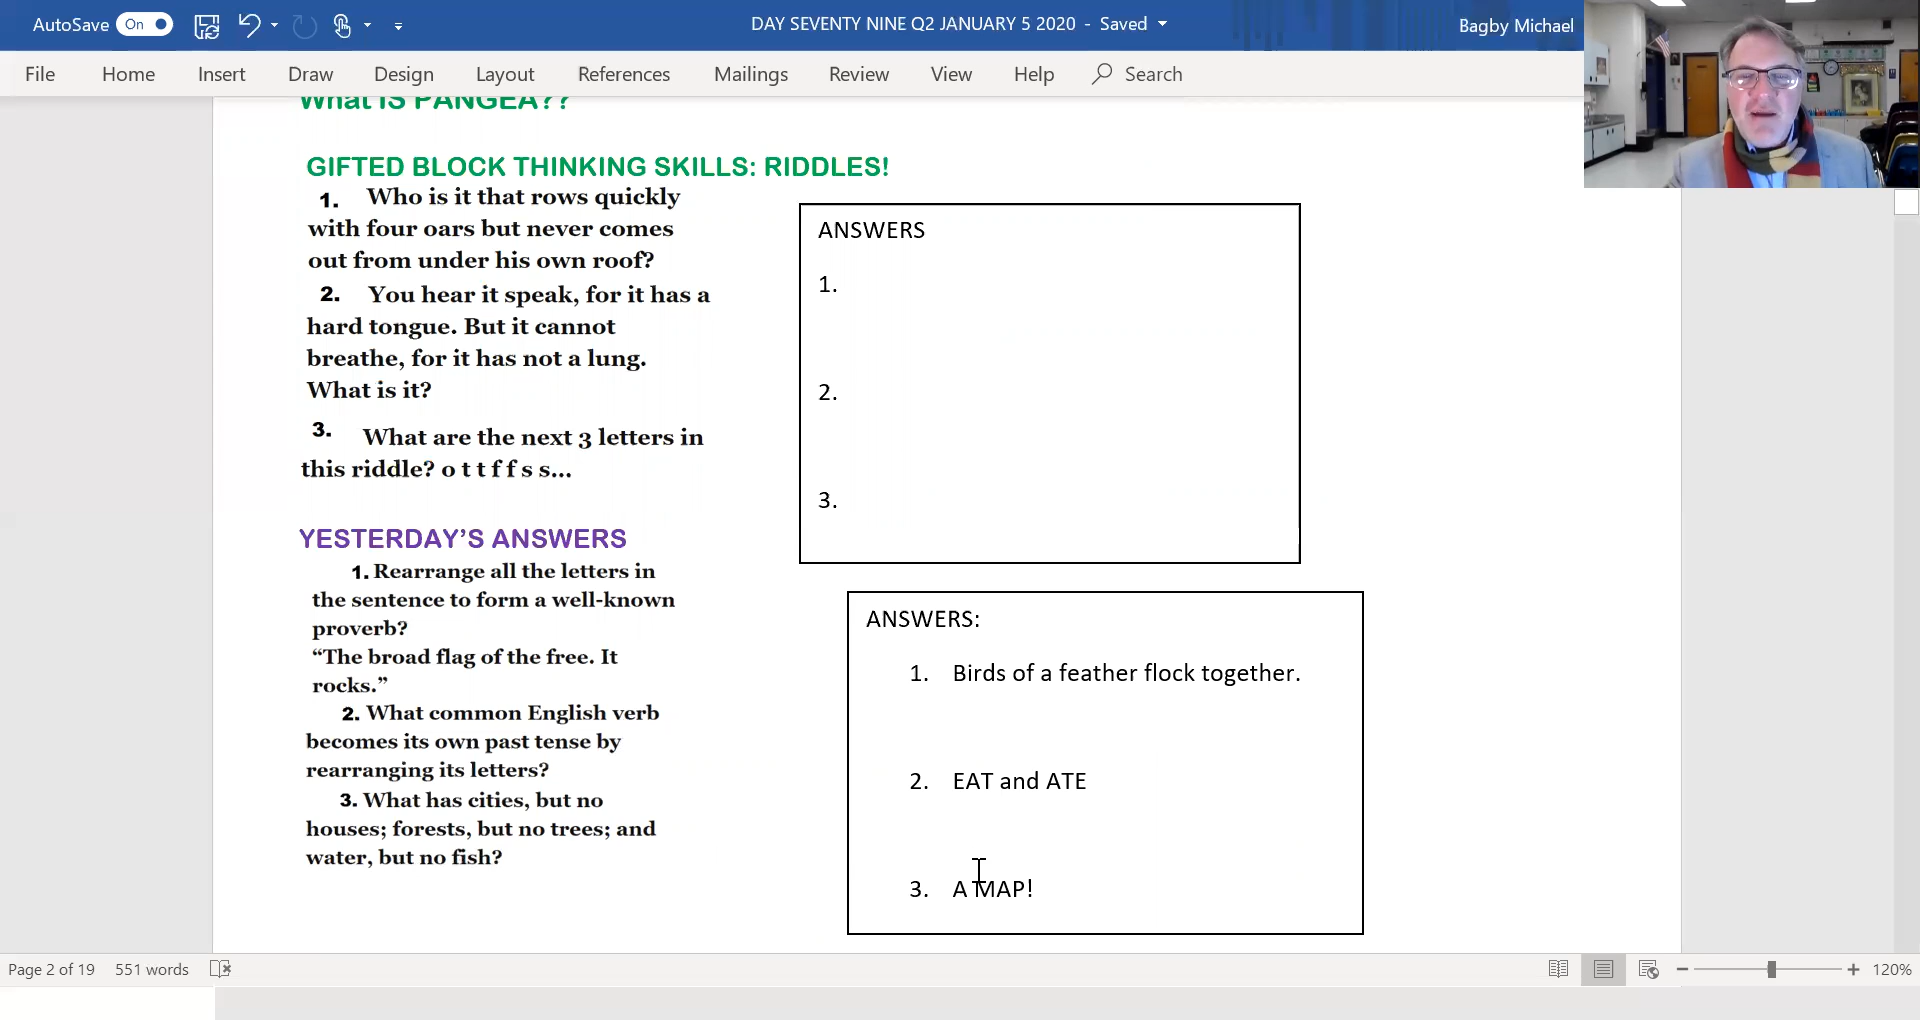 AutoSave On DAY SEVENTY NINE Q2 JANUARY 5 2020 - Saved Bagby Michael
File Home Insert Draw Design Layout References Mailings Review View Help Search
What IS PANGEA??
GIFTED BLOCK THINKING SKILLS: RIDDLES!
1. Who is it that rows quickly
with four oars but never comes
out from under his own roof?
2. You hear it speak, for it has a
hard tongue. But it cannot
breathe, for it has not a lung.
What is it?
3. What are the next 3 letters in
this riddle? o t t f f s s...
ANSWERS
1.
2.
3.
YESTERDAY’S ANSWERS
1. Rearrange all the letters in
the sentence to form a well-known
proverb?
“The broad flag of the free. It
rocks.”
2. What common English verb
becomes its own past tense by
rearranging its letters?
3. What has cities, but no
houses; forests, but no trees; and
water, but no fish?
ANSWERS:
1. Birds of a feather flock together.
2. EAT and ATE
3. A MAP!
Page 2 of 19 551 words 120%